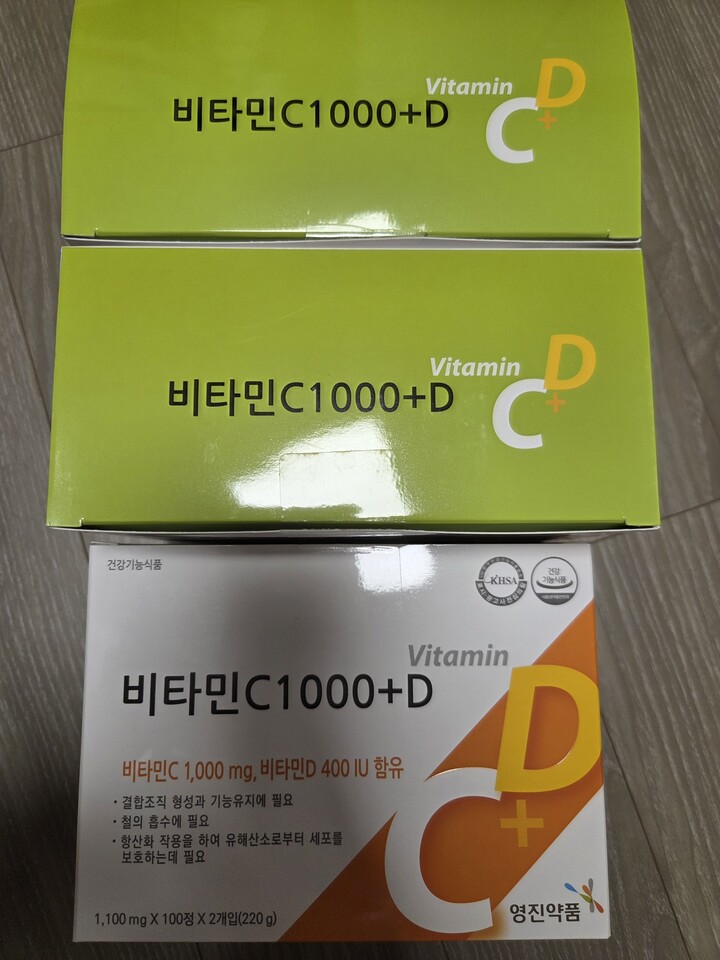 Vitamin
비타민C1000+D
C+D
Vitamin
비타민C1000+D
C+D
건강기능식품
KHSA
건강
기능식품
Vitamin
비타민C1000+D
C+D
비타민C 1,000 mg, 비타민D 400 IU 함유
· 결합조직 형성과 기능유지에 필요
· 철의 흡수에 필요
· 항산화 작용을 하여 유해산소로부터 세포를
보호하는데 필요
1,100 mg X 100정 X 2개입(220 g)
영진약품